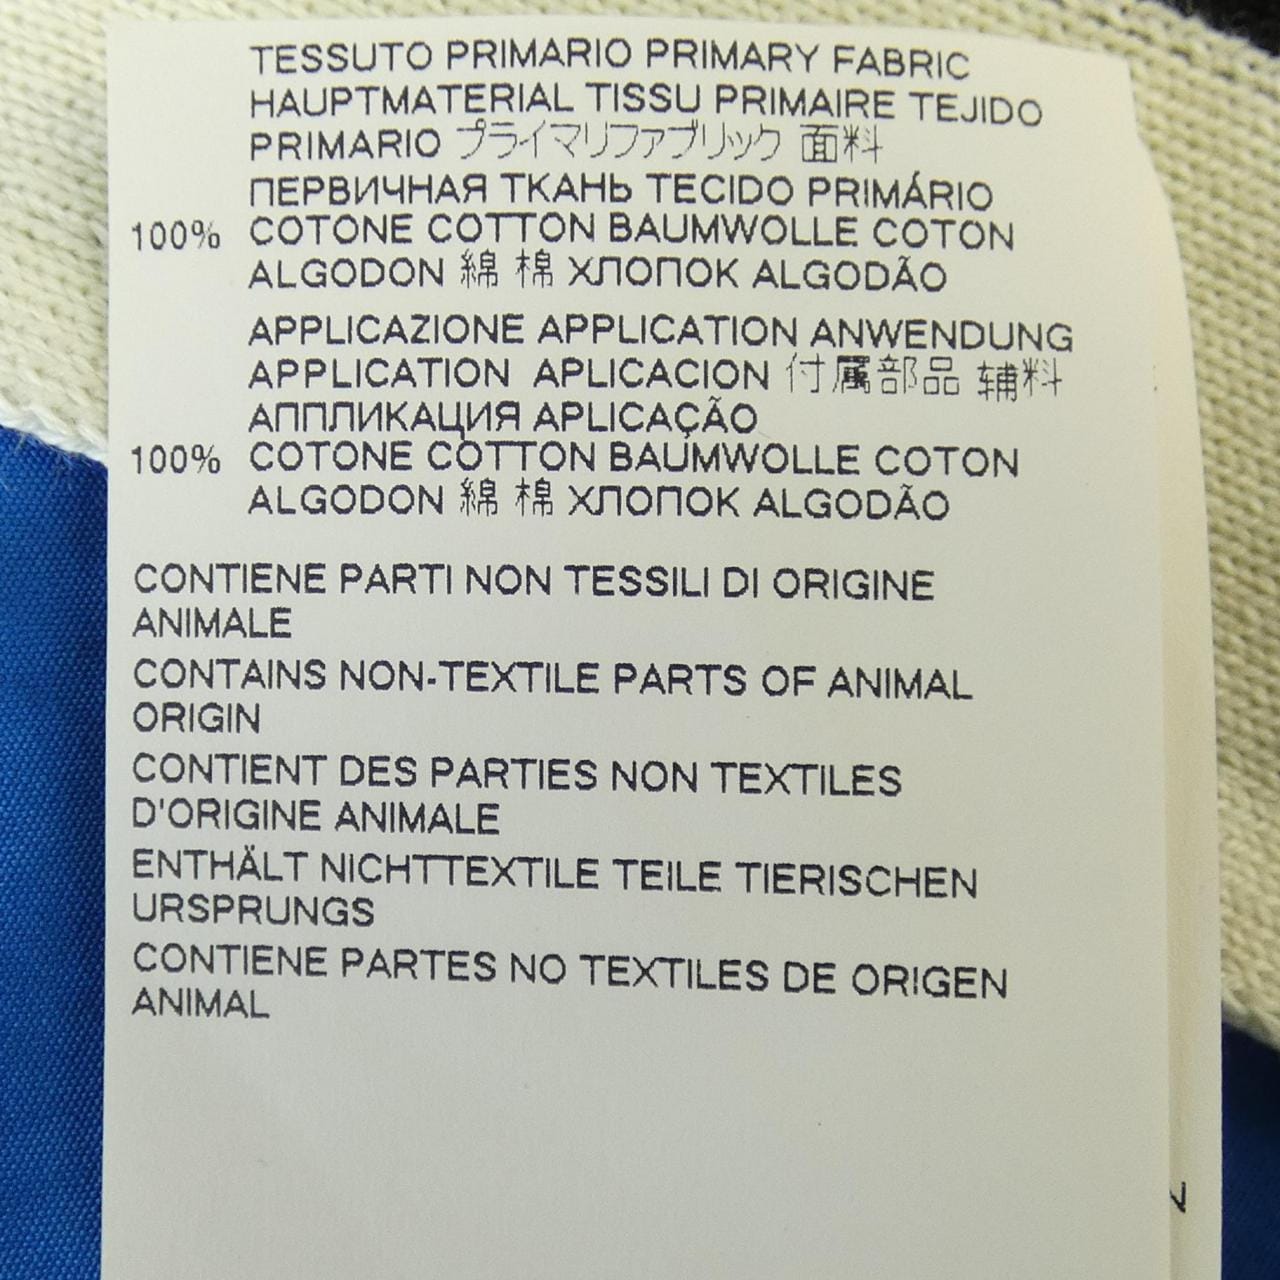 TESSUTO PRIMARIO PRIMARY FABRIC
HAUPTMATERIAL TISSU PRIMAIRE TEJIDO
PRIMARIO プライマリファブリック 面料
ПЕРВИЧНАЯ ТКАНЬ TECIDO PRIMÁRIO
100% COTONE COTTON BAUMWOLLE COTON
ALGODON 綿 棉 ХЛОПОК ALGODÃO
APPLICAZIONE APPLICATION ANWENDUNG
APPLICATION APLICACION 付属部品 辅料
АППЛИКАЦИЯ APLICAÇÃO
100% COTONE COTTON BAUMWOLLE COTON
ALGODON 綿 棉 ХЛОПОК ALGODÃO
CONTIENE PARTI NON TESSILI DI ORIGINE
ANIMALE
CONTAINS NON-TEXTILE PARTS OF ANIMAL
ORIGIN
CONTIENT DES PARTIES NON TEXTILES
D'ORIGINE ANIMALE
ENTHÄLT NICHTTEXTILE TEILE TIERISCHEN
URSPRUNGS
CONTIENE PARTES NO TEXTILES DE ORIGEN
ANIMAL